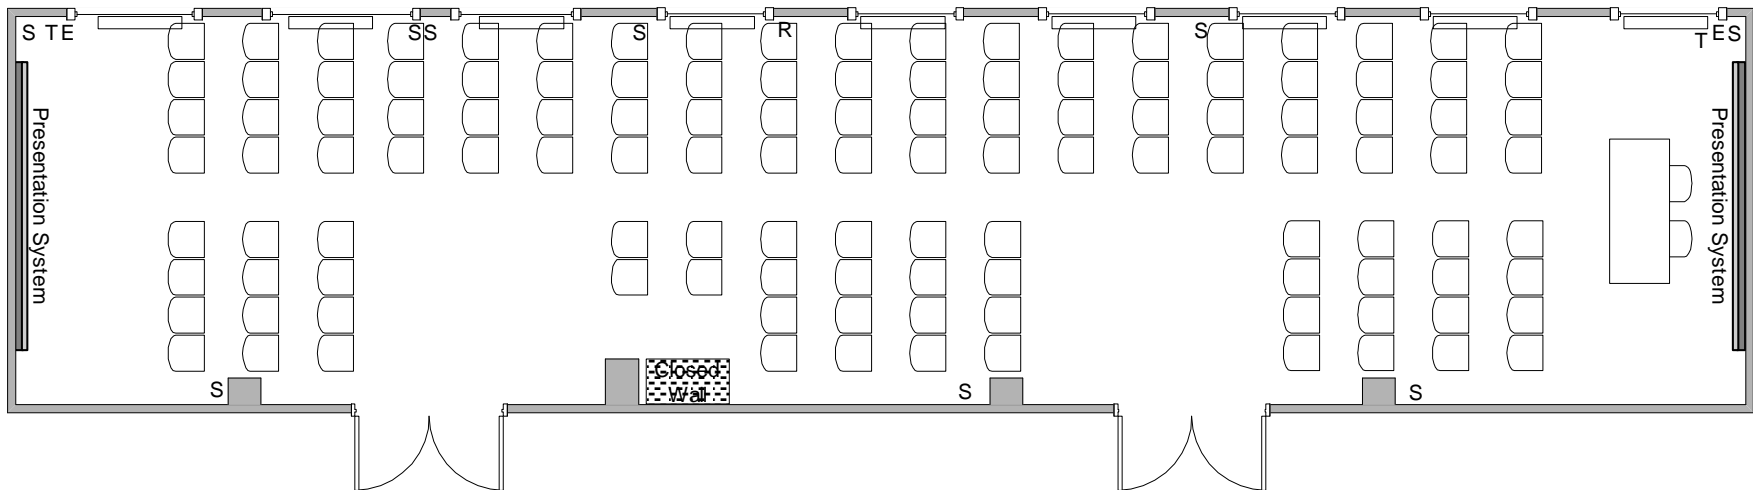 S T E
S S
S
R
S
T E S
Presentation System
Presentation System
S
Closed
Wall
S
S